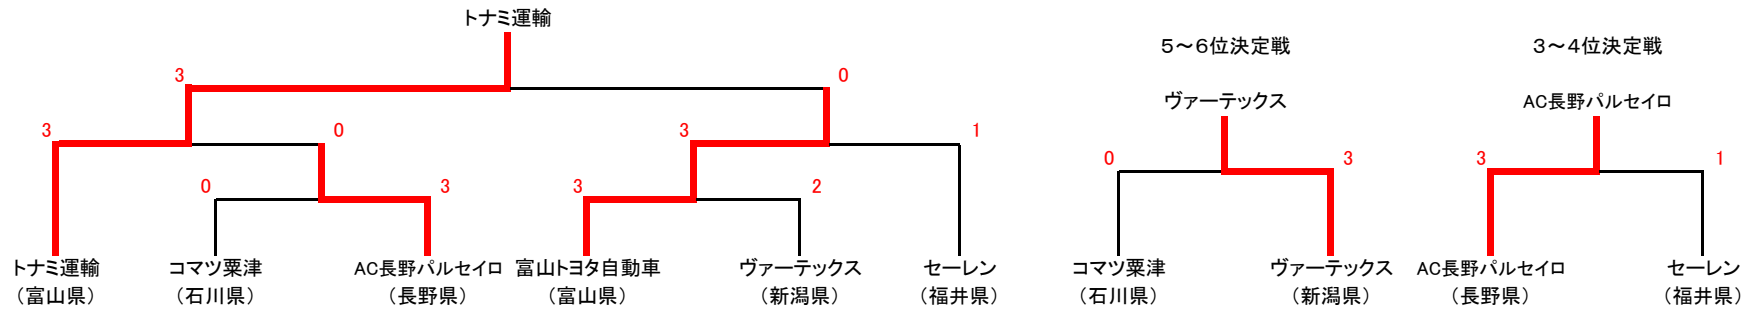 トナミ運輸
5～6位決定戦
3～4位決定戦
3
0
ヴァーテックス
AC長野パルセイロ
3
0
3
1
0
3
3
1
0
3
3
2
トナミ運輸
コマツ粟津
AC長野パルセイロ
富山トヨタ自動車
ヴァーテックス
セーレン
コマツ粟津
ヴァーテックス
AC長野パルセイロ
セーレン
（富山県）
（石川県）
（長野県）
（富山県）
（新潟県）
（福井県）
（石川県）
（新潟県）
（長野県）
（福井県）